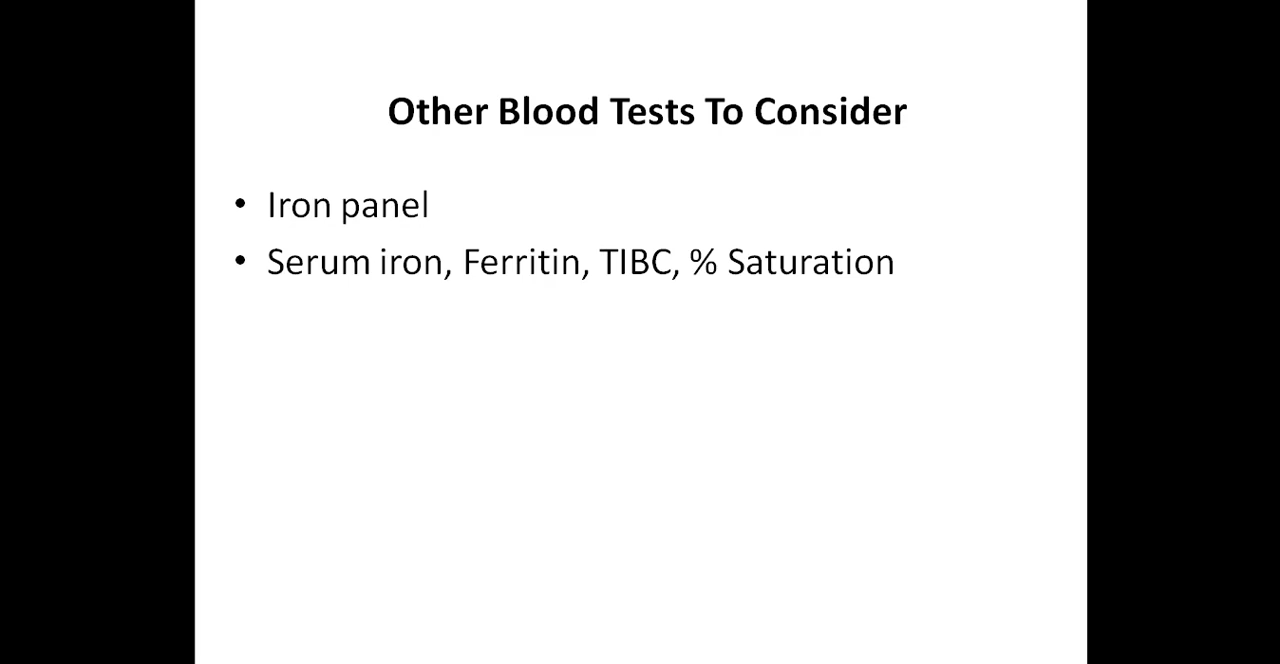 Other Blood Tests To Consider
• Iron panel
• Serum iron, Ferritin, TIBC, % Saturation